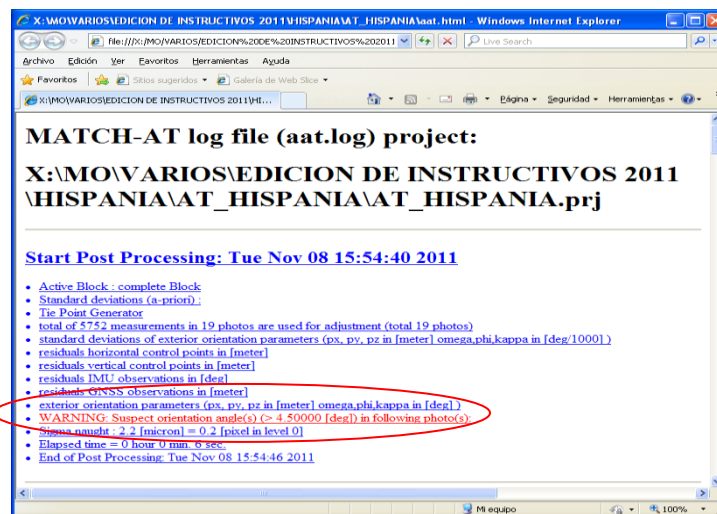 X:\MO\VARIOS\EDICION DE INSTRUCTIVOS 2011\HISPANIA\AT_HISPANIA\aat.html - Windows Internet Explorer
file:///X:/MO/VARIOS/EDICION%20DE%20INSTRUCTIVOS%202011
Live Search
Archivo Edición Ver Favoritos Herramientas Ayuda
Favoritos Sitios sugeridos Galería de Web Slice
X:\MO\VARIOS\EDICION DE INSTRUCTIVOS 2011\HI...
Página Seguridad Herramientas
MATCH-AT log file (aat.log) project:
X:\MO\VARIOS\EDICION DE INSTRUCTIVOS 2011
\HISPANIA\AT_HISPANIA\AT_HISPANIA.prj
Start Post Processing: Tue Nov 08 15:54:40 2011
Active Block : complete Block
Standard deviations (a-priori) :
Tie Point Generator
total of 5752 measurements in 19 photos are used for adjustment (total 19 photos)
standard deviations of exterior orientation parameters (px, py, pz in [meter] omega,phi,kappa in [deg/1000] )
residuals horizontal control points in [meter]
residuals vertical control points in [meter]
residuals IMU observations in [deg]
residuals GNSS observations in [meter]
exterior orientation parameters (px, py, pz in [meter] omega,phi,kappa in [deg] )
WARNING: Suspect orientation angle(s) (> 4.50000 [deg]) in following photo(s):
Sigma naught : 2.2 [micron] = 0.2 [pixel in level 0]
Elapsed time = 0 hour 0 min. 6 sec.
End of Post Processing: Tue Nov 08 15:54:46 2011
Mi equipo
100%